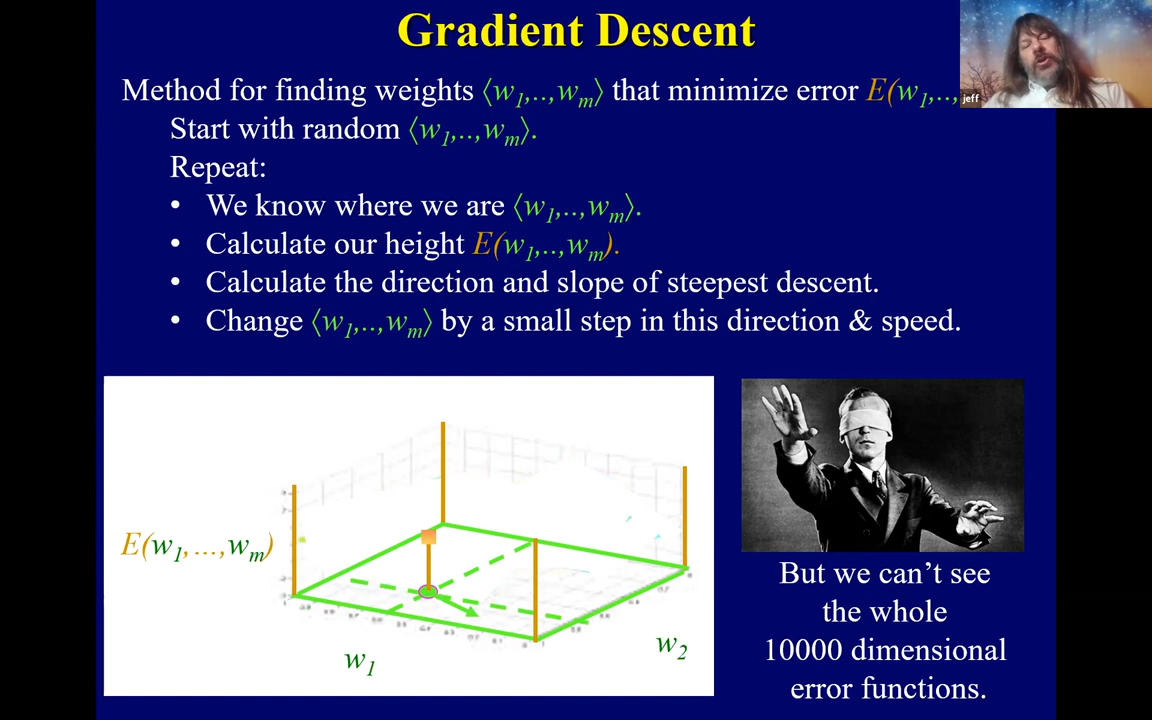 Gradient Descent
Method for finding weights ⟨w₁,..,wₘ⟩ that minimize error E(w₁,..,
jeff
Start with random ⟨w₁,..,wₘ⟩.
Repeat:
• We know where we are ⟨w₁,..,wₘ⟩.
• Calculate our height E(w₁,..,wₘ).
• Calculate the direction and slope of steepest descent.
• Change ⟨w₁,..,wₘ⟩ by a small step in this direction & speed.
E(w₁,…,wₘ)
w₁
w₂
But we can’t see
the whole
10000 dimensional
error functions.